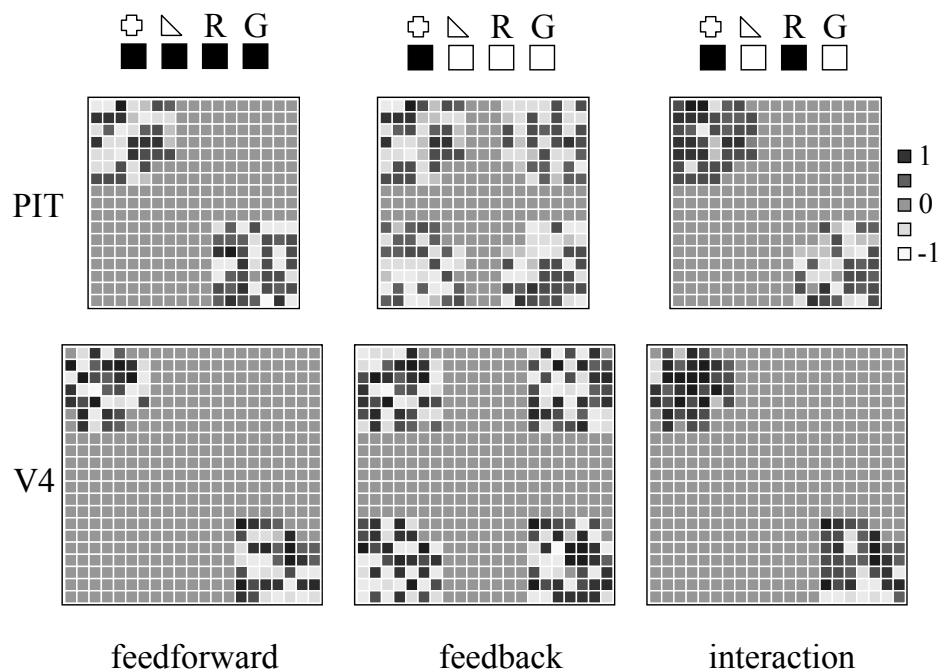 R G
R G
R G
PIT
1
0
-1
V4
feedforward
feedback
interaction